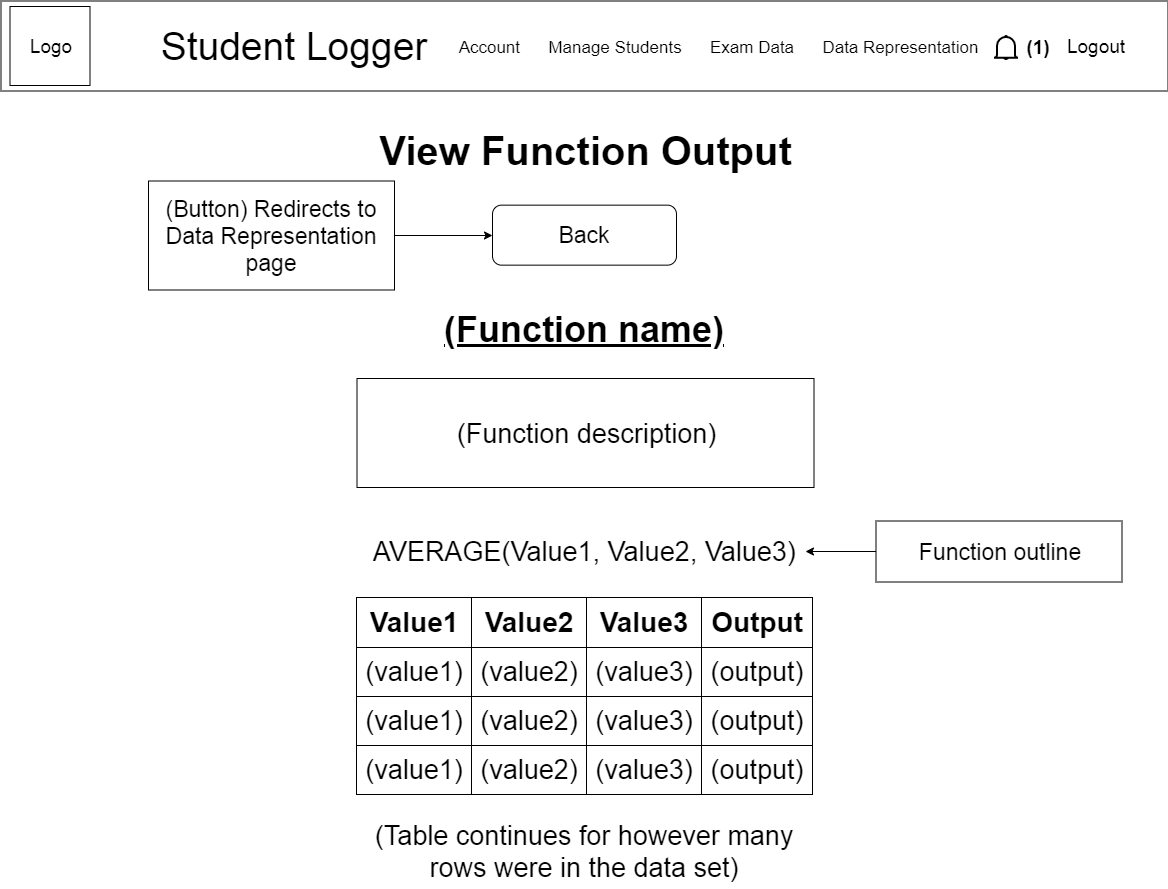 Logo
Student Logger
Account
Manage Students
Exam Data
Data Representation
(1)
Logout
View Function Output
(Button) Redirects to
Data Representation
page
Back
(Function name)
(Function description)
AVERAGE(Value1, Value2, Value3)
Function outline
Value1 Value2 Value3 Output
(value1) (value2) (value3) (output)
(value1) (value2) (value3) (output)
(value1) (value2) (value3) (output)
(Table continues for however many
rows were in the data set)